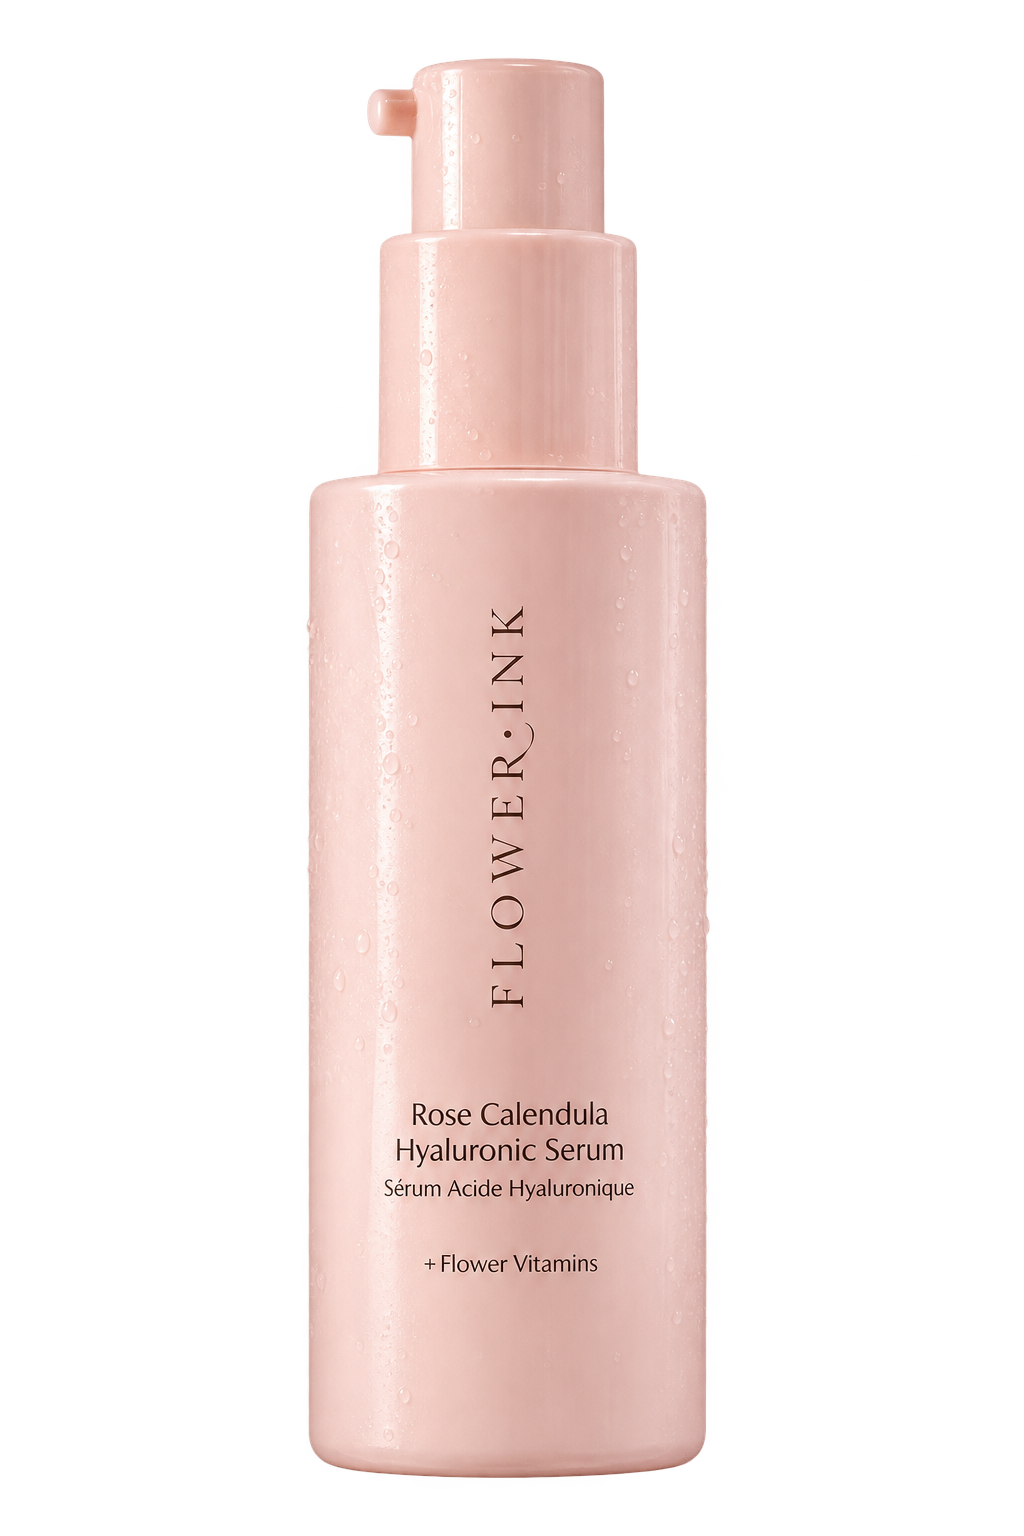 FLOWER·INK
Rose Calendula
Hyaluronic Serum
Sérum Acide Hyaluronique
+Flower Vitamins